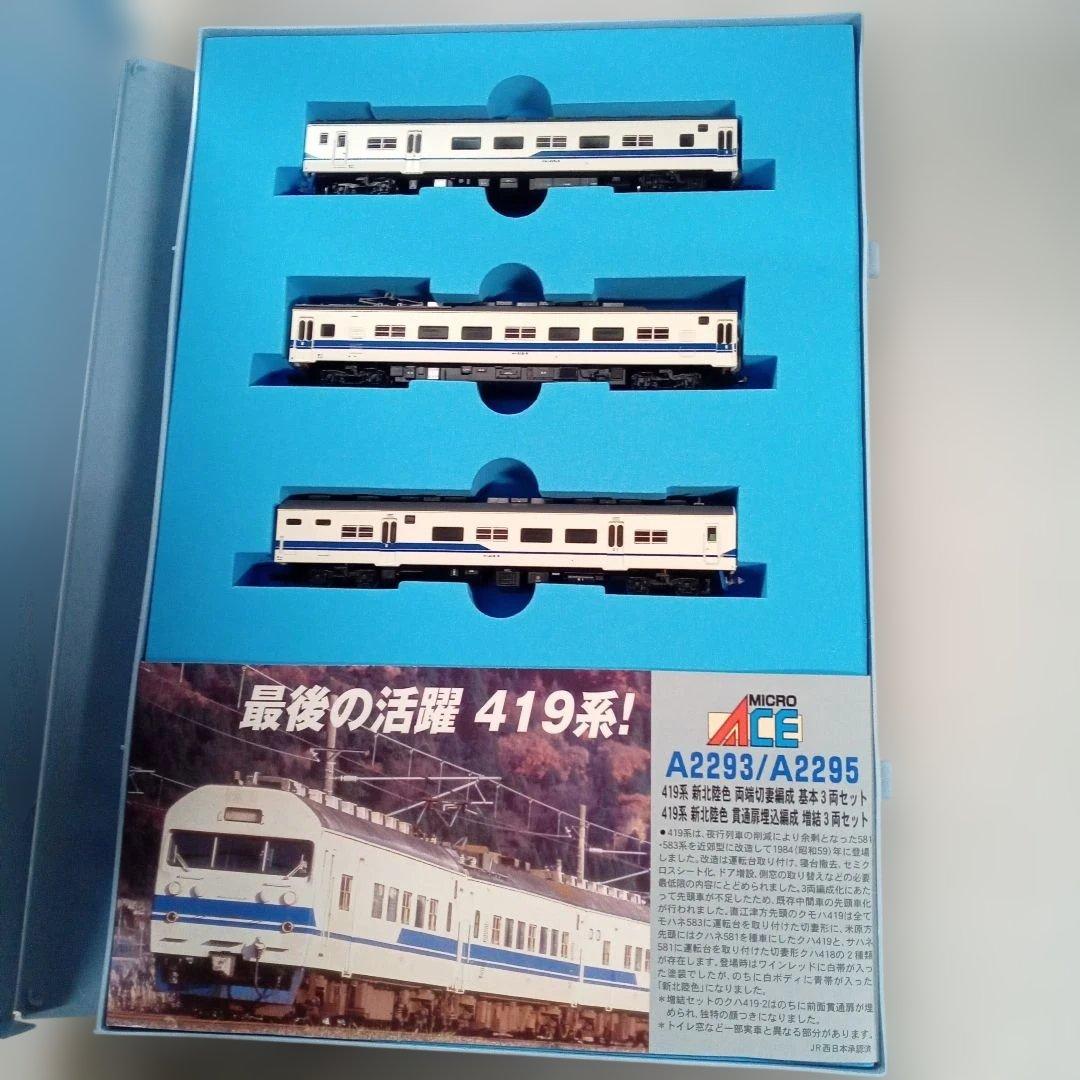 最後の活躍 419系!
MICRO
ACE
A2293/A2295
419系 新北陸色 両端切妻編成 基本3両セット
419系 新北陸色 貫通扉埋込編成 増結3両セット
●419系は、夜行列車の削減により余剰となった581
・583系を近郊型に改造して1984(昭和59)年に登場
しました。改造は運転台取り付け、寝台撤去、セミク
ロスシート化、ドア増設、側窓の取り替えなどの必要
最低限の内容にとどめられました。3両編成化にあた
って先頭車が不足したため、既存中間車の先頭車化
が行われました。直江津方先頭のクモハ419は全て
モハネ583に運転台を取り付けた切妻形に、米原方
先頭にはクハネ581を種車にしたクハ419と、サハネ
581に運転台を取り付けた切妻形クハ418の2種類
が存在します。登場時はワインレッドに白帯が入っ
た塗装でしたが、のちに白ボディに青帯が入った
「新北陸色」になりました。
*増結セットのクハ419-2はのちに前面貫通扉が埋
められ、独特の顔つきになりました。
*トイレ窓など一部実車と異なる部分があります。
JR西日本承認済